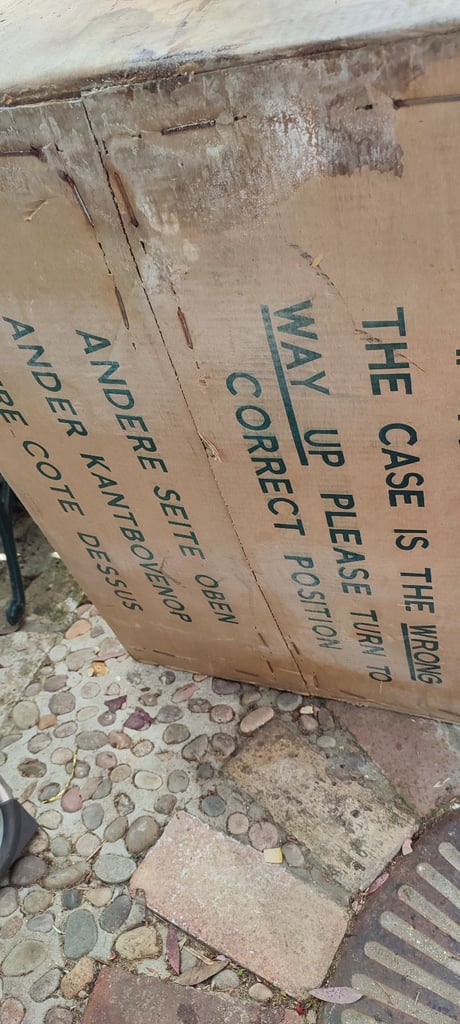 THE CASE IS THE WRONG
WAY UP PLEASE TURN TO
CORRECT POSITION
ANDERE SEITE OBEN
ANDER KANTBOVENOP
COTE DESSUS